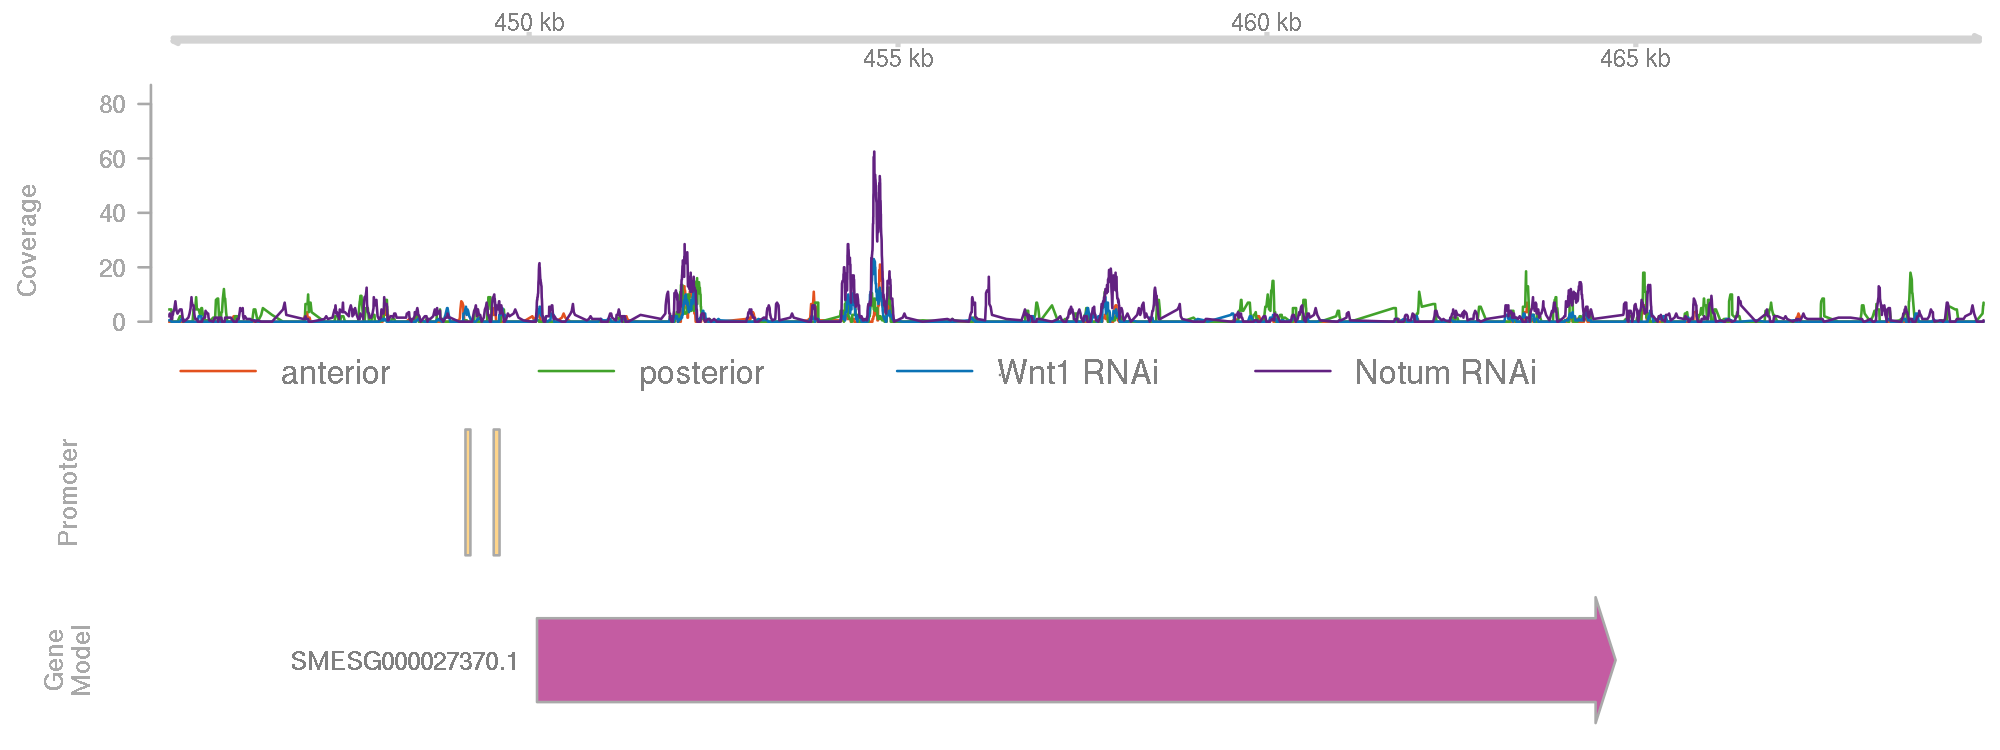 450 kb
460 kb
455 kb
465 kb
Coverage
80
60
40
20
0
anterior
posterior
Wnt1 RNAi
Notum RNAi
Promoter
Gene
Model
SMESG000027370.1